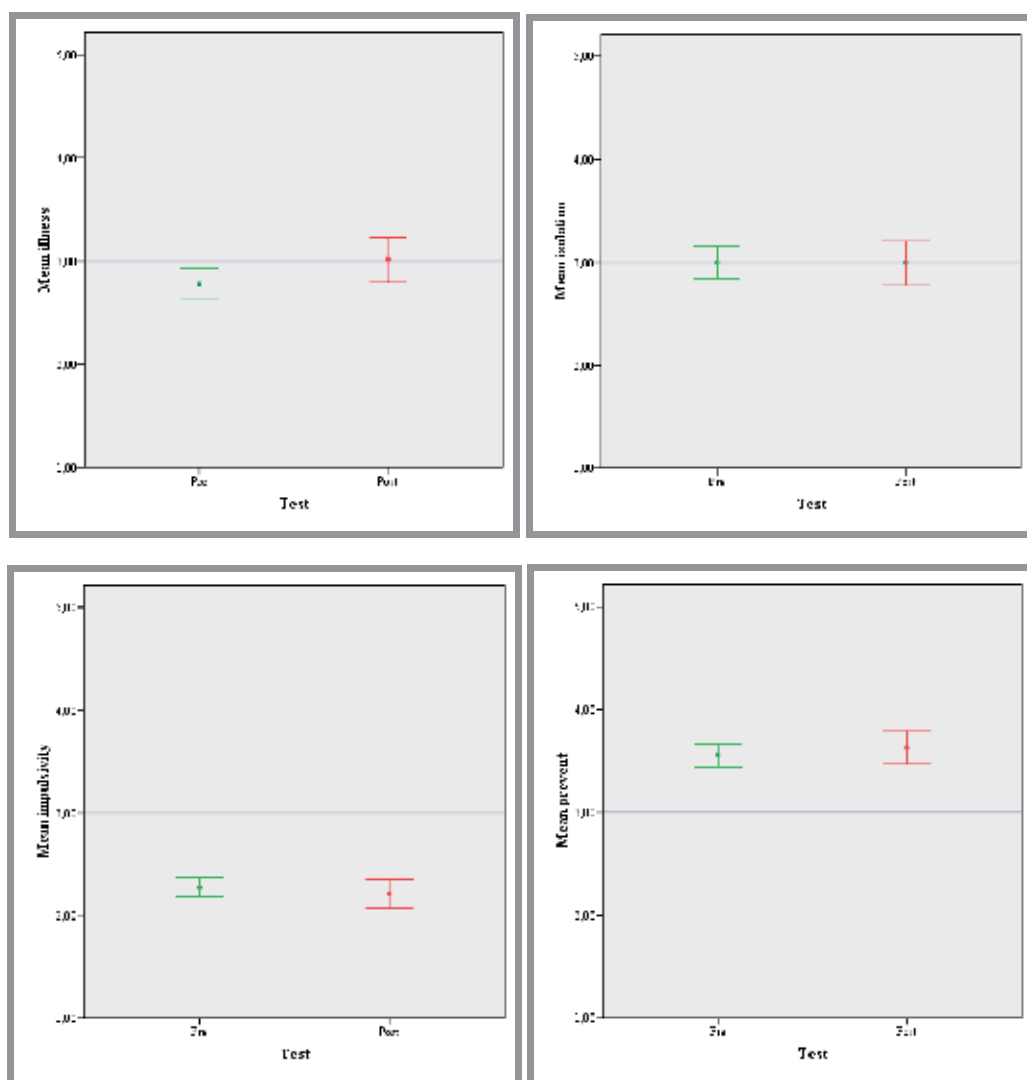 Mean illness
5,00
4,00
3,00
2,00
1,00
Pre
Post
Test
Mean isolation
5,00
4,00
3,00
2,00
1,00
Pre
Post
Test
Mean impulsivity
5,00
4,00
3,00
2,00
1,00
Pre
Post
Test
Mean prevent
5,00
4,00
3,00
2,00
1,00
Pre
Post
Test